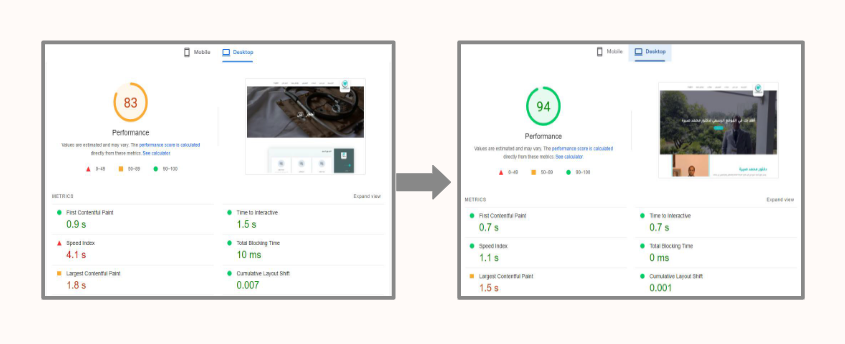 Mobile
Desktop
83
Performance
Values are estimated and may vary. The performance score is calculated
directly from these metrics. See calculator
0–49
50–89
90–100
METRICS
Expand view
First Contentful Paint
0.9 s
Time to Interactive
1.5 s
Speed Index
4.1 s
Total Blocking Time
10 ms
Largest Contentful Paint
1.8 s
Cumulative Layout Shift
0.007
Mobile
Desktop
94
Performance
Values are estimated and may vary. The performance score is calculated
directly from these metrics. See calculator
0–49
50–89
90–100
METRICS
Expand view
First Contentful Paint
0.7 s
Time to Interactive
0.7 s
Speed Index
1.1 s
Total Blocking Time
0 ms
Largest Contentful Paint
1.5 s
Cumulative Layout Shift
0.001